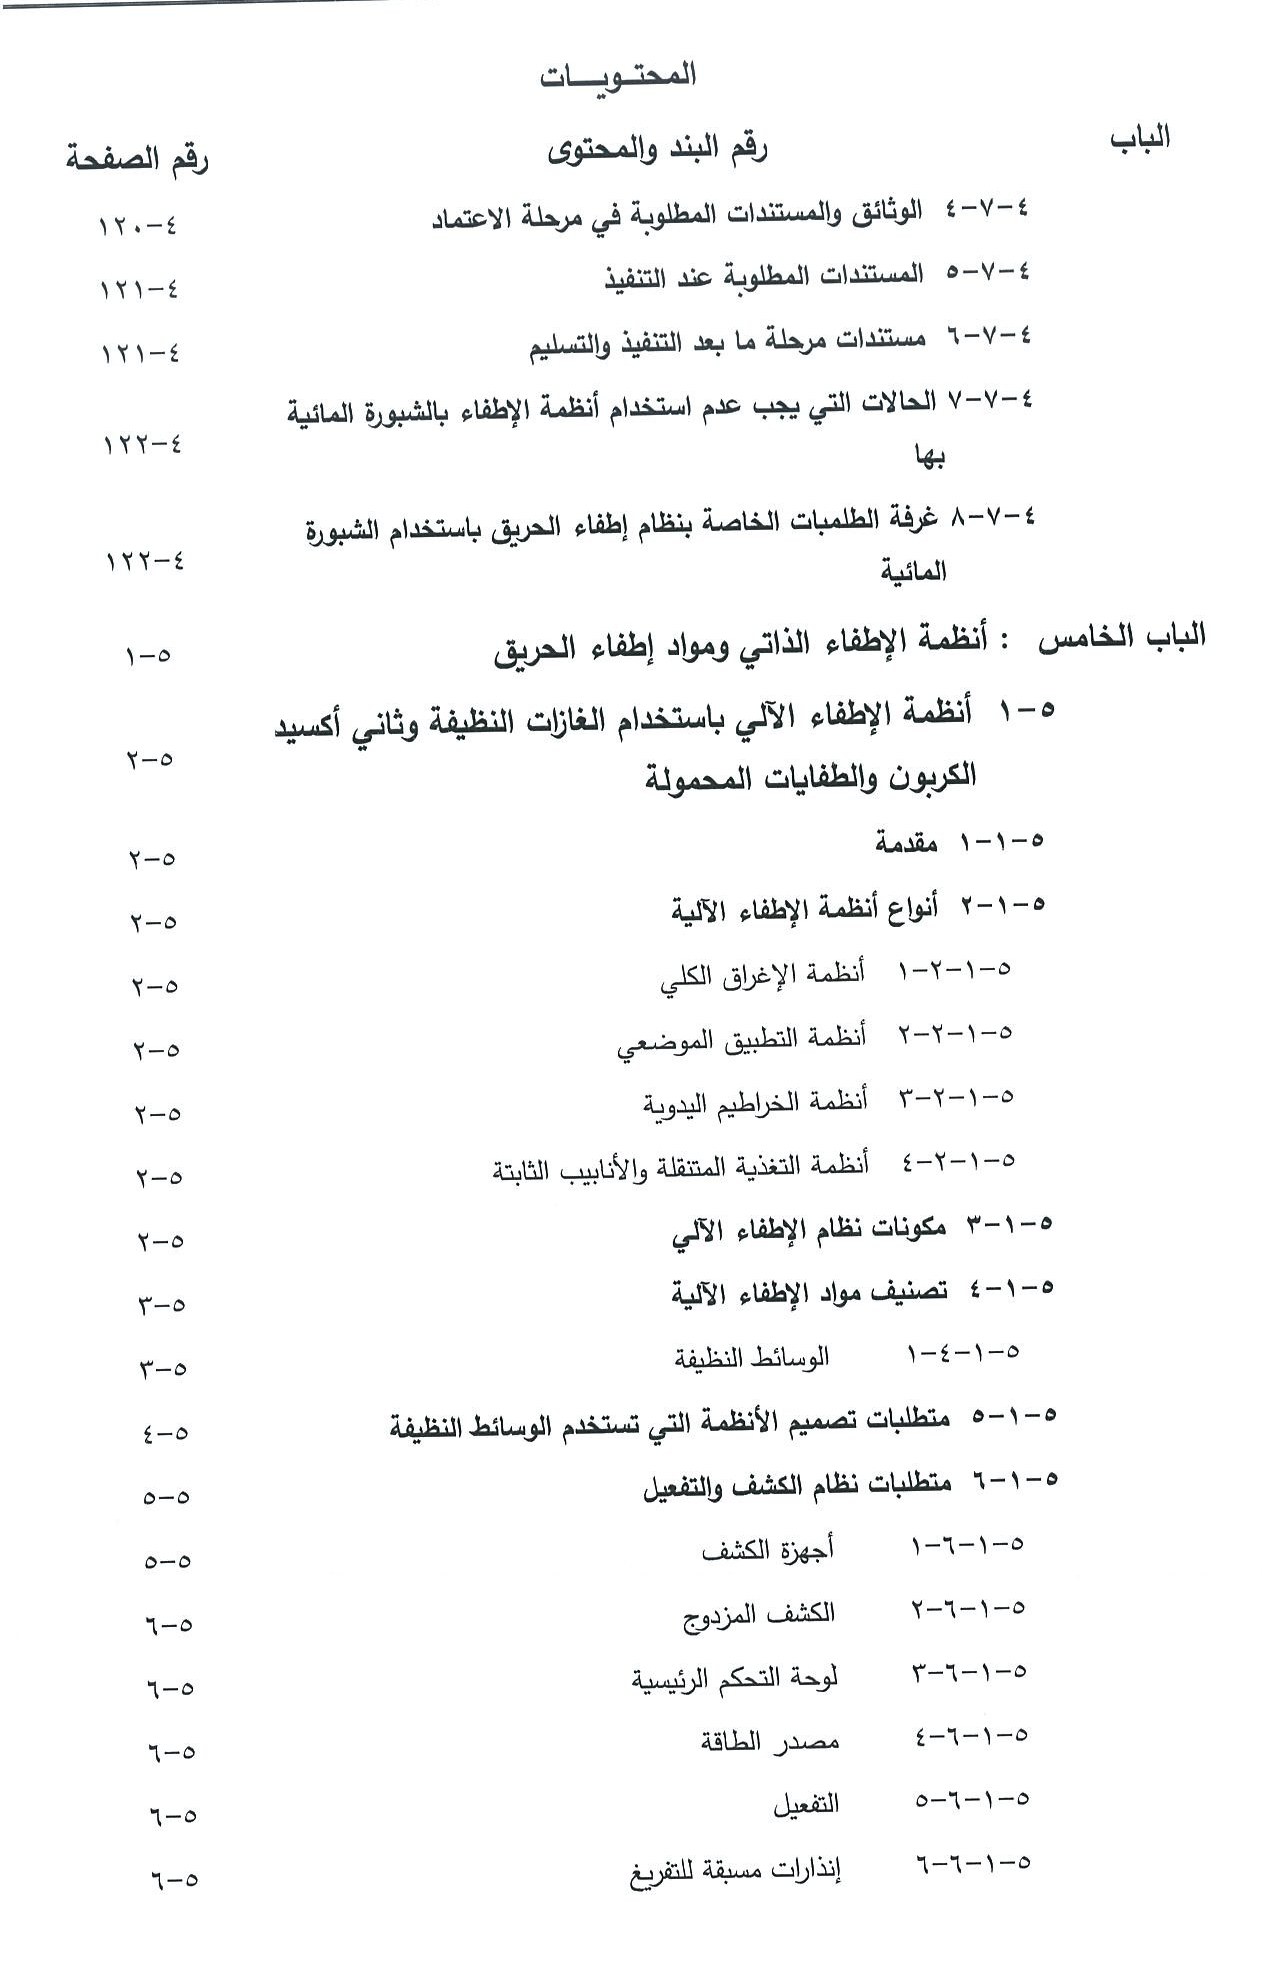 المحتويـــات
الباب رقم البند والمحتوى رقم الصفحة
٤-٧-٤ الوثائق والمستندات المطلوبة في مرحلة الاعتماد ٤-١٢٠
٤-٧-٥ المستندات المطلوبة عند التنفيذ ٤-١٢١
٤-٧-٦ مستندات مرحلة ما بعد التنفيذ والتسليم ٤-١٢١
٤-٧-٧ الحالات التي يجب عدم استخدام أنظمة الإطفاء بالشبورة المائية
بها ٤-١٢٢
٤-٧-٨ غرفة الطلمبات الخاصة بنظام إطفاء الحريق باستخدام الشبورة
المائية ٤-١٢٢
الباب الخامس : أنظمة الإطفاء الذاتي ومواد إطفاء الحريق ٥-١
٥-١ أنظمة الإطفاء الآلي باستخدام الغازات النظيفة وثاني أكسيد
الكربون والطفايات المحمولة ٥-٢
٥-١-١ مقدمة ٥-٢
٥-١-٢ أنواع أنظمة الإطفاء الآلية ٥-٢
٥-١-٢-١ أنظمة الإغراق الكلي ٥-٢
٥-١-٢-٢ أنظمة التطبيق الموضعي ٥-٢
٥-١-٢-٣ أنظمة الخراطيم اليدوية ٥-٢
٥-١-٢-٤ أنظمة التغذية المتنقلة والأنابيب الثابتة ٥-٢
٥-١-٣ مكونات نظام الإطفاء الآلي ٥-٢
٥-١-٤ تصنيف مواد الإطفاء الآلية ٥-٣
٥-١-٤-١ الوسائط النظيفة ٥-٣
٥-١-٥ متطلبات تصميم الأنظمة التي تستخدم الوسائط النظيفة ٥-٤
٥-١-٦ متطلبات نظام الكشف والتفعيل ٥-٥
٥-١-٦-١ أجهزة الكشف ٥-٥
٥-١-٦-٢ الكشف المزدوج ٥-٦
٥-١-٦-٣ لوحة التحكم الرئيسية ٥-٦
٥-١-٦-٤ مصدر الطاقة ٥-٦
٥-١-٦-٥ التفعيل ٥-٦
٥-١-٦-٦ إنذارات مسبقة للتفريغ ٥-٦